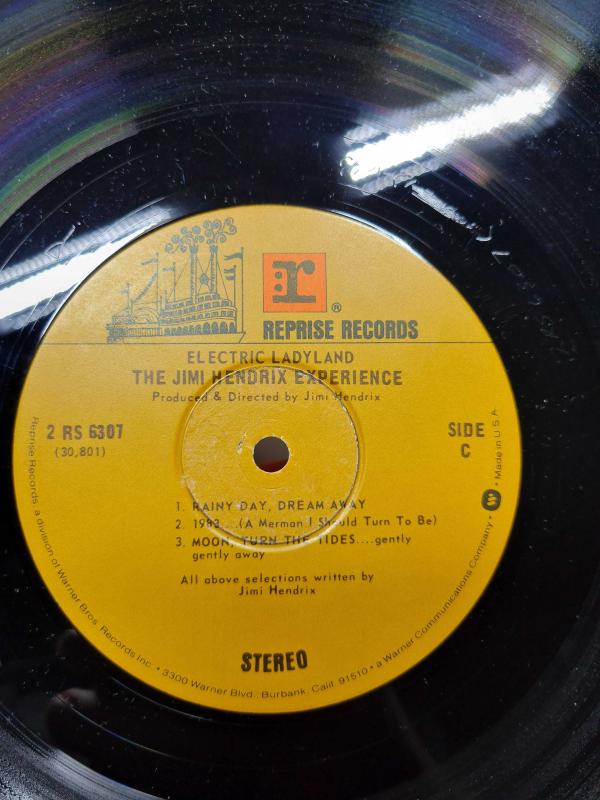 r
®
REPRISE RECORDS
ELECTRIC LADYLAND
THE JIMI HENDRIX EXPERIENCE
Produced & Directed by Jimi Hendrix
2 RS 6307
(30,801)
SIDE
C
1. RAINY DAY, DREAM AWAY
2. 1983....(A Merman I Should Turn To Be)
3. MOON, TURN THE TIDES....gently
gently away
All above selections written by
Jimi Hendrix
STEREO
Reprise Records, a division of Warner Bros. Records Inc. • 3300 Warner Blvd., Burbank, Calif. 91510 • a Warner Communications Company • W • Made in U.S.A.